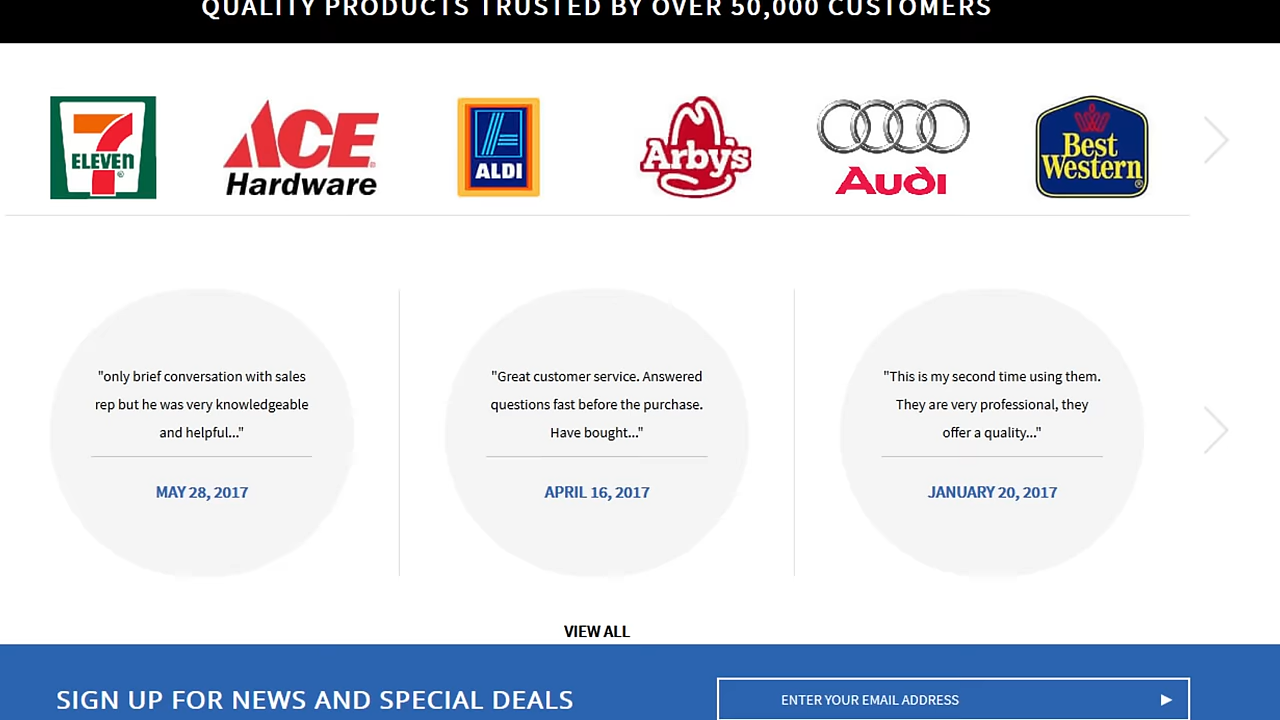 QUALITY PRODUCTS TRUSTED BY OVER 50,000 CUSTOMERS
7
ELEVEN
®
ACE
Hardware
ALDI
Arby's
Audi
Best
Western
®
"only brief conversation with sales
rep but he was very knowledgeable
and helpful..."
MAY 28, 2017
"Great customer service. Answered
questions fast before the purchase.
Have bought..."
APRIL 16, 2017
"This is my second time using them.
They are very professional, they
offer a quality..."
JANUARY 20, 2017
VIEW ALL
SIGN UP FOR NEWS AND SPECIAL DEALS
ENTER YOUR EMAIL ADDRESS